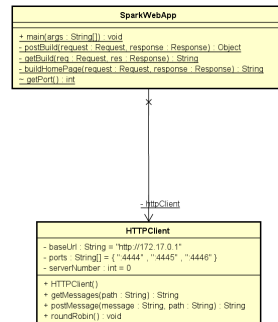 SparkWebApp
+ main(args : String[]) : void
- postBuild(request : Request, response : Response) : Object
- getBuild(req : Request, res : Response) : String
- buildHomePage(request : Request, response : Response) : String
~ getPort() : int
- httpClient
HTTPClient
- baseUrl : String = "http://172.17.0.1"
- ports : String[] = { ":4444" , ":4445" , ":4446" }
- serverNumber : int = 0
+ HTTPClient()
+ getMessages(path : String) : String
+ postMessage(message : String, path : String) : String
+ roundRobin() : void